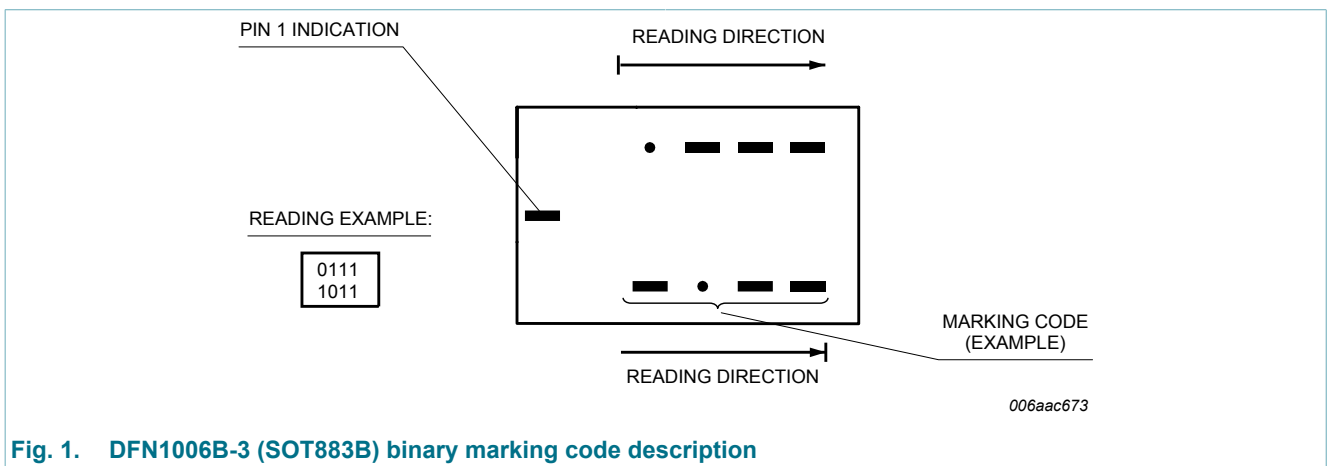 PIN 1 INDICATION
READING DIRECTION
READING EXAMPLE:
0111
1011
MARKING CODE
(EXAMPLE)
READING DIRECTION
006aac673
Fig. 1. DFN1006B-3 (SOT883B) binary marking code description